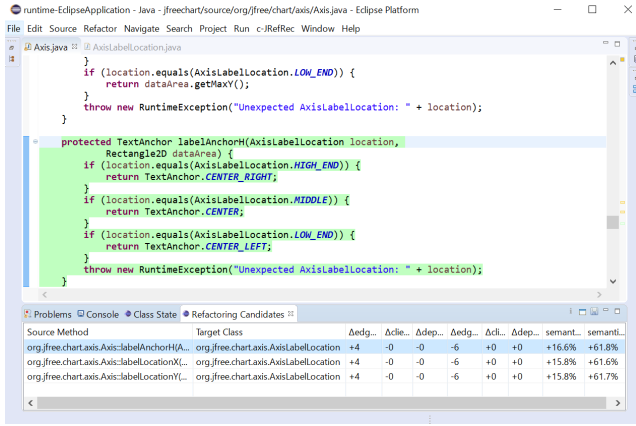 runtime-EclipseApplication - Java - jfreechart/source/org/jfree/chart/axis/Axis.java - Eclipse Platform
File Edit Source Refactor Navigate Search Project Run c-JRefRec Window Help
Axis.java AxisLabelLocation.java
}
if (location.equals(AxisLabelLocation.LOW_END)) {
return dataArea.getMaxY();
}
throw new RuntimeException("Unexpected AxisLabelLocation: " + location);
}
protected TextAnchor labelAnchorH(AxisLabelLocation location,
Rectangle2D dataArea) {
if (location.equals(AxisLabelLocation.HIGH_END)) {
return TextAnchor.CENTER_RIGHT;
}
if (location.equals(AxisLabelLocation.MIDDLE)) {
return TextAnchor.CENTER;
}
if (location.equals(AxisLabelLocation.LOW_END)) {
return TextAnchor.CENTER_LEFT;
}
throw new RuntimeException("Unexpected AxisLabelLocation: " + location);
}
Problems Console Class State Refactoring Candidates
Source Method Target Class Δedg... Δclie... Δdep... Δedg... Δcli... Δdep... semant... semanti...
org.jfree.chart.axis.Axis::labelAnchorH(A... org.jfree.chart.axis.AxisLabelLocation +4 -0 -0 -6 +0 +0 +16.6% +61.8%
org.jfree.chart.axis.Axis::labelLocationX(... org.jfree.chart.axis.AxisLabelLocation +4 -0 -0 -6 +0 +0 +15.8% +61.6%
org.jfree.chart.axis.Axis::labelLocationY(... org.jfree.chart.axis.AxisLabelLocation +4 -0 -0 -6 +0 +0 +15.8% +61.7%